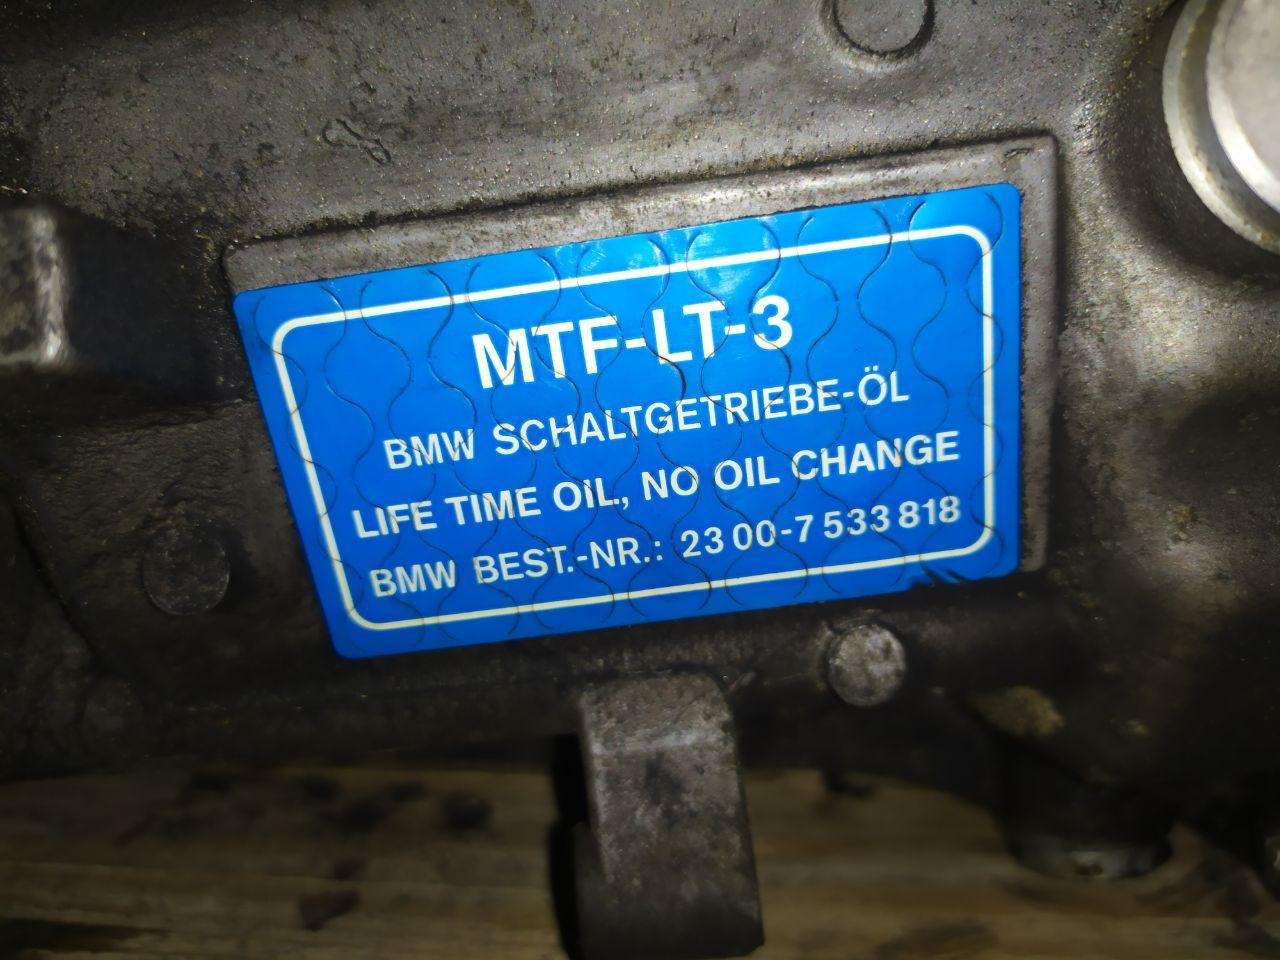 MTF-LT-3
BMW SCHALTGETRIEBE-ÖL
LIFE TIME OIL, NO OIL CHANGE
BMW BEST.-NR.: 23 00-7 533 818